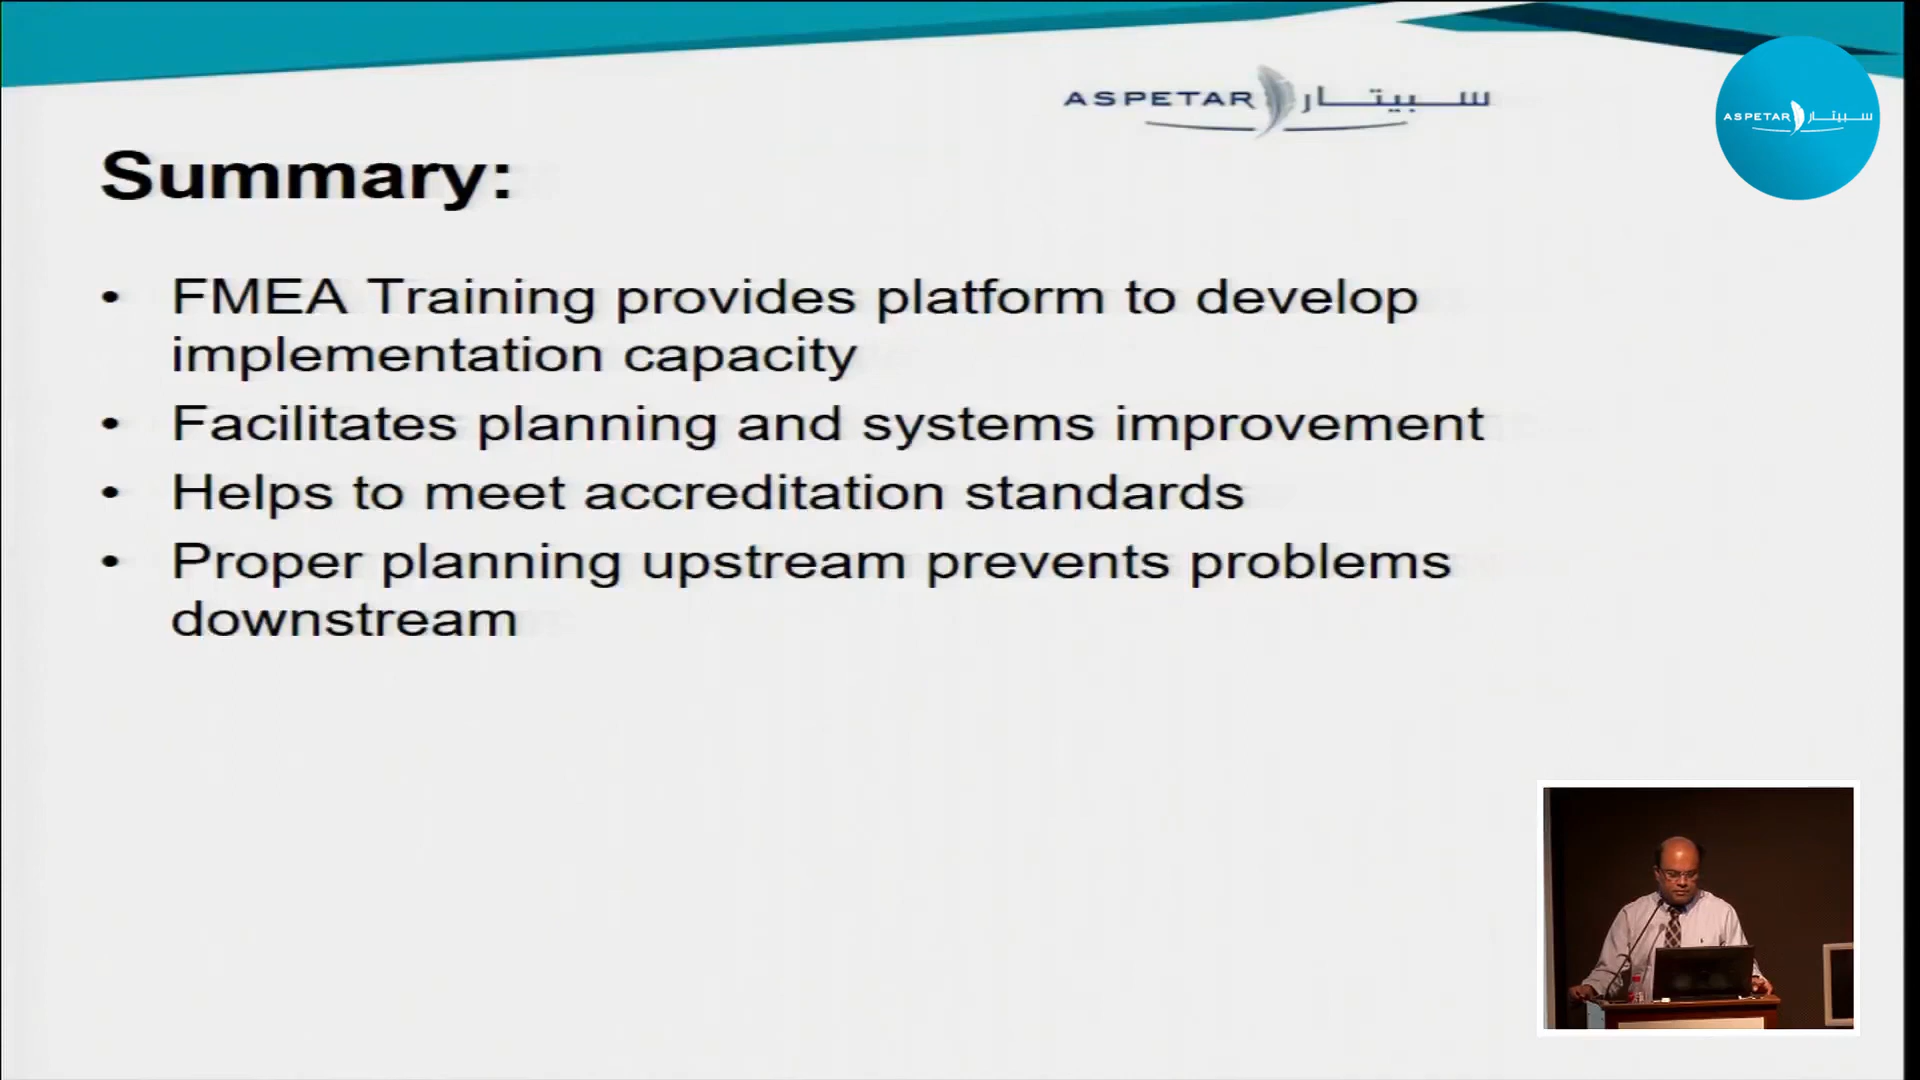 ASPETAR سبيتار
ASPETAR سبيتار
Summary:
• FMEA Training provides platform to develop
implementation capacity
• Facilitates planning and systems improvement
• Helps to meet accreditation standards
• Proper planning upstream prevents problems
downstream